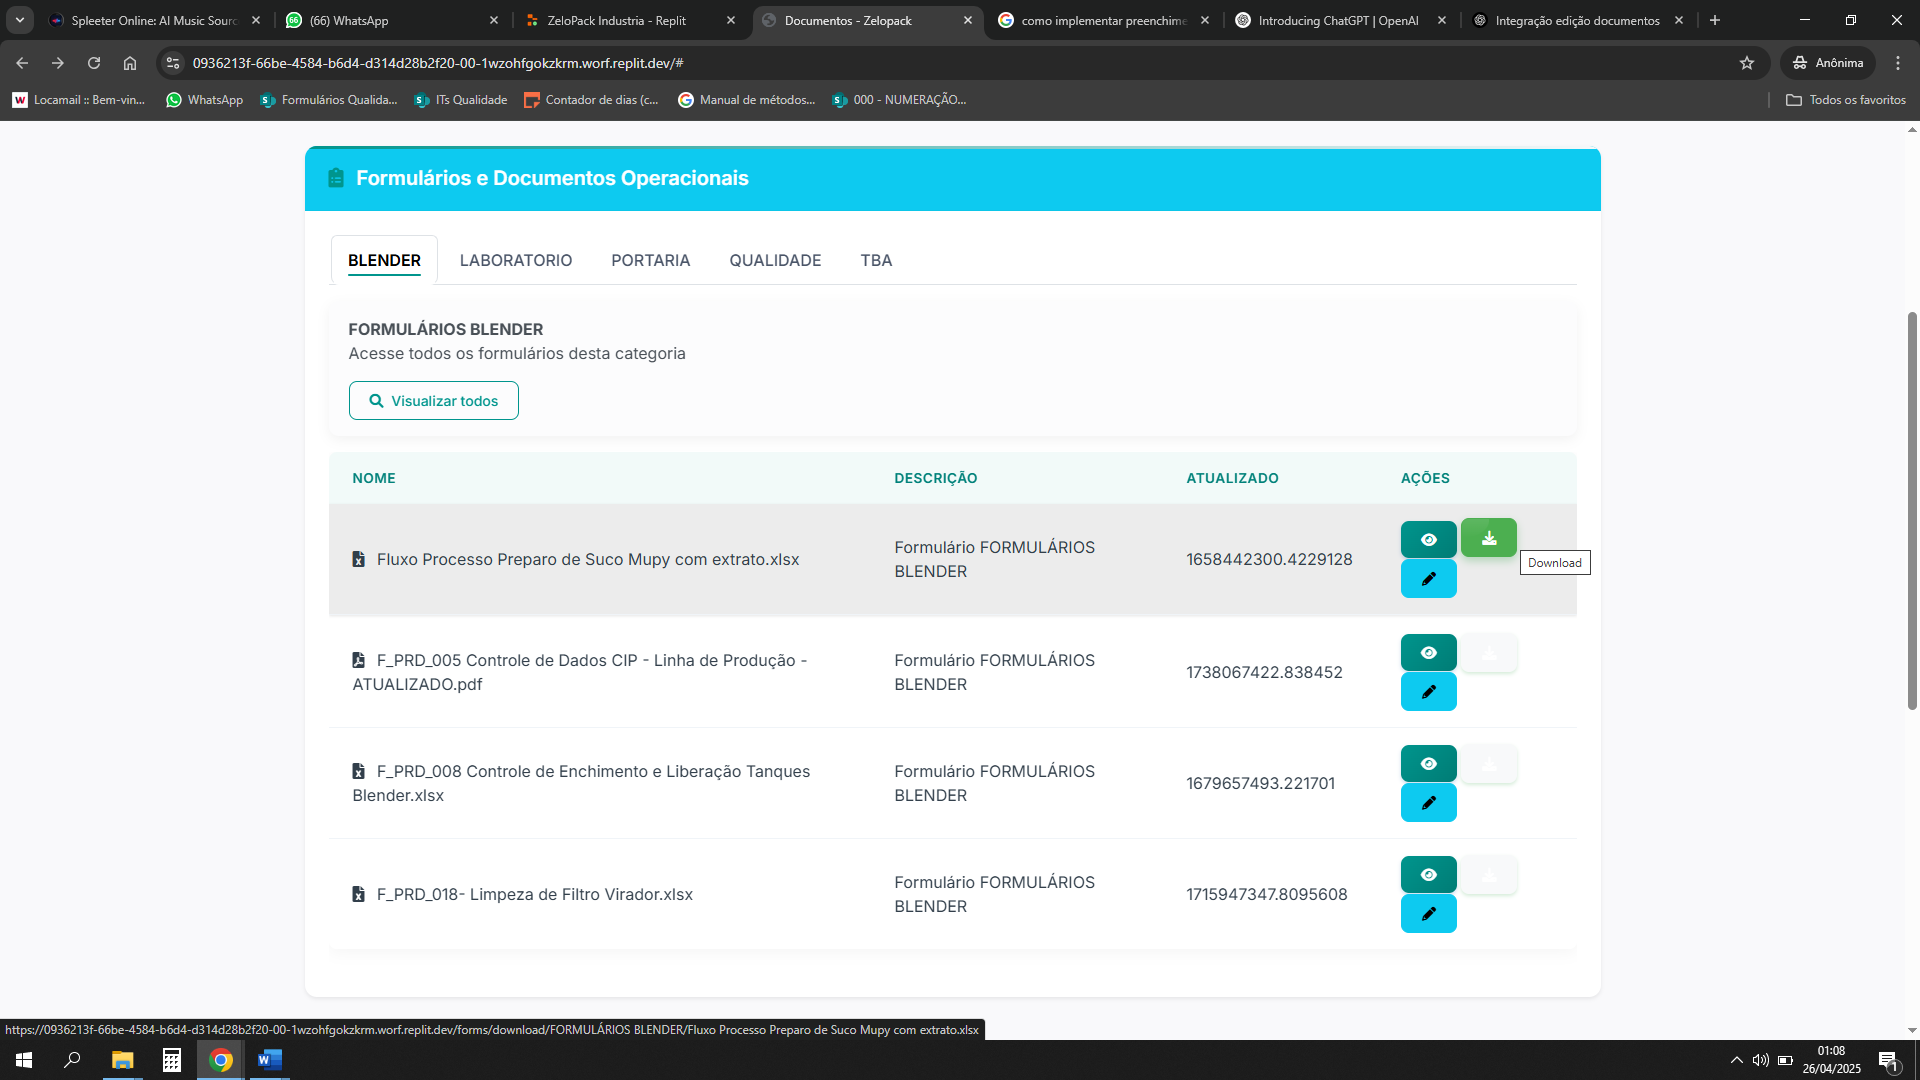 Spleeter Online: AI Music Sourc
(66) WhatsApp
ZeloPack Industria - Replit
Documentos - Zelopack
como implementar preenchime
Introducing ChatGPT | OpenAI
Integração edição documentos
0936213f-66be-4584-b6d4-d314d28b2f20-00-1wzohfgokzkrm.worf.replit.dev/#
Anônima
Locamail :: Bem-vin...
WhatsApp
Formulários Qualida...
ITs Qualidade
Contador de dias (c...
Manual de métodos...
000 - NUMERAÇÃO...
Todos os favoritos
Formulários e Documentos Operacionais
BLENDER
LABORATORIO
PORTARIA
QUALIDADE
TBA
FORMULÁRIOS BLENDER
Acesse todos os formulários desta categoria
Visualizar todos
NOME
DESCRIÇÃO
ATUALIZADO
AÇÕES
Fluxo Processo Preparo de Suco Mupy com extrato.xlsx
Formulário FORMULÁRIOS
BLENDER
1658442300.4229128
Download
F_PRD_005 Controle de Dados CIP - Linha de Produção -
ATUALIZADO.pdf
Formulário FORMULÁRIOS
BLENDER
1738067422.838452
F_PRD_008 Controle de Enchimento e Liberação Tanques
Blender.xlsx
Formulário FORMULÁRIOS
BLENDER
1679657493.221701
F_PRD_018- Limpeza de Filtro Virador.xlsx
Formulário FORMULÁRIOS
BLENDER
1715947347.8095608
https://0936213f-66be-4584-b6d4-d314d28b2f20-00-1wzohfgokzkrm.worf.replit.dev/forms/download/FORMULÁRIOS BLENDER/Fluxo Processo Preparo de Suco Mupy com extrato.xlsx
01:08
26/04/2025
1